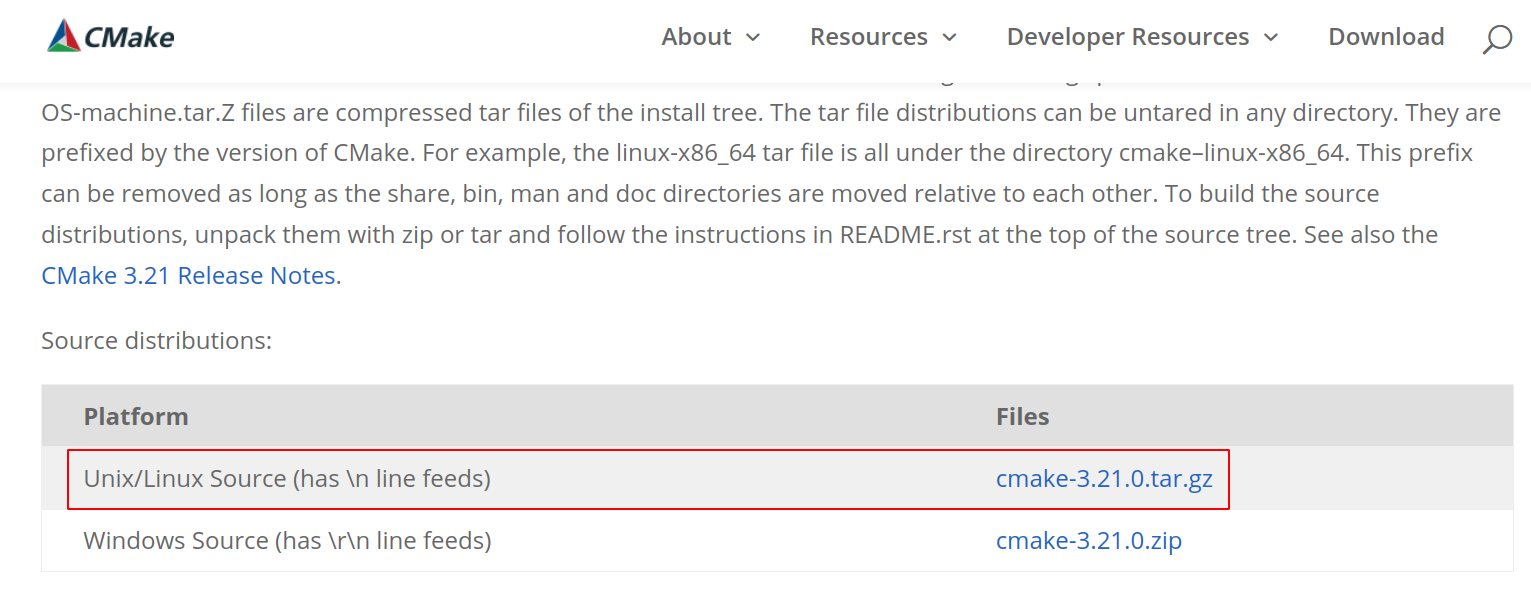 CMake
About
Resources
Developer Resources
Download
OS-machine.tar.Z files are compressed tar files of the install tree. The tar file distributions can be untared in any directory. They are
prefixed by the version of CMake. For example, the linux-x86_64 tar file is all under the directory cmake–linux-x86_64. This prefix
can be removed as long as the share, bin, man and doc directories are moved relative to each other. To build the source
distributions, unpack them with zip or tar and follow the instructions in README.rst at the top of the source tree. See also the
CMake 3.21 Release Notes.
Source distributions:
Platform Files
Unix/Linux Source (has \n line feeds) cmake-3.21.0.tar.gz
Windows Source (has \r\n line feeds) cmake-3.21.0.zip